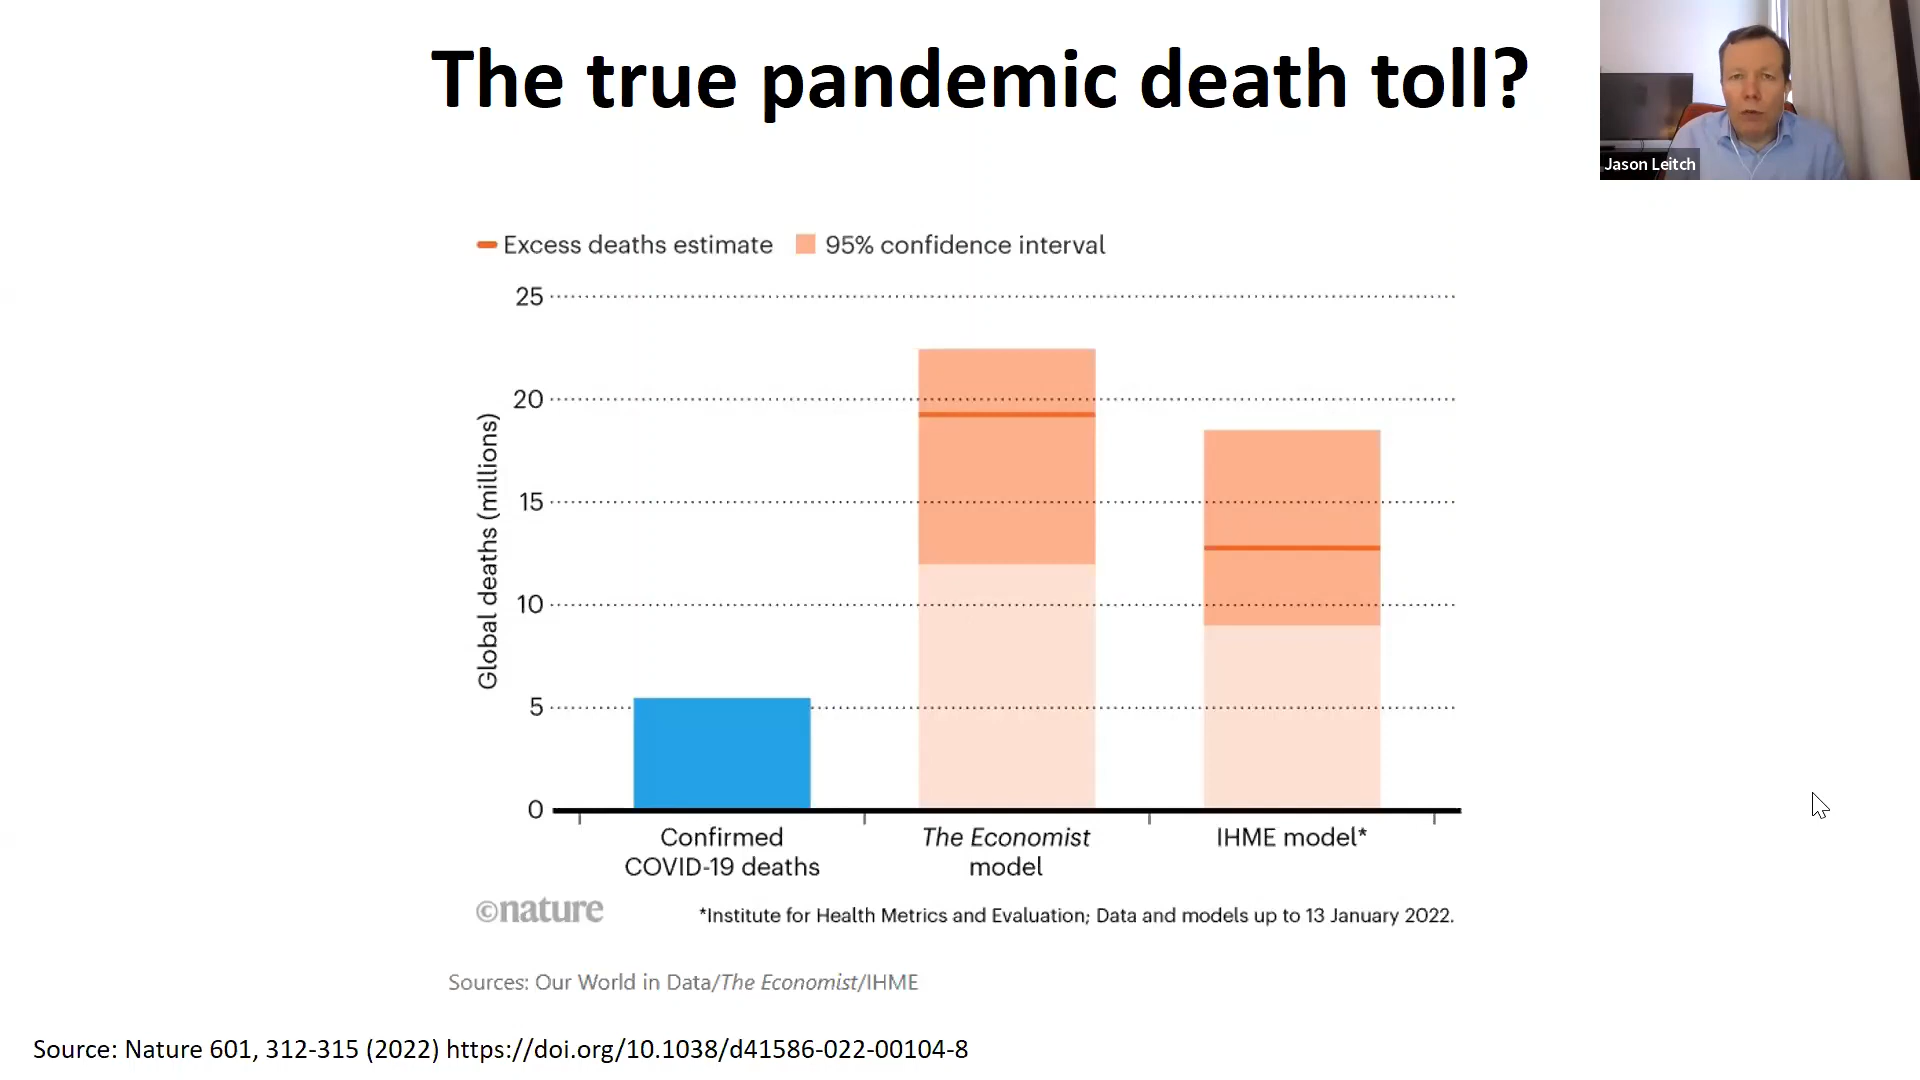 The true pandemic death toll?
Jason Leitch
Excess deaths estimate 95% confidence interval
25
20
15
10
5
0
Global deaths (millions)
Confirmed
COVID-19 deaths
The Economist
model
IHME model*
©nature
*Institute for Health Metrics and Evaluation; Data and models up to 13 January 2022.
Sources: Our World in Data/The Economist/IHME
Source: Nature 601, 312-315 (2022) https://doi.org/10.1038/d41586-022-00104-8